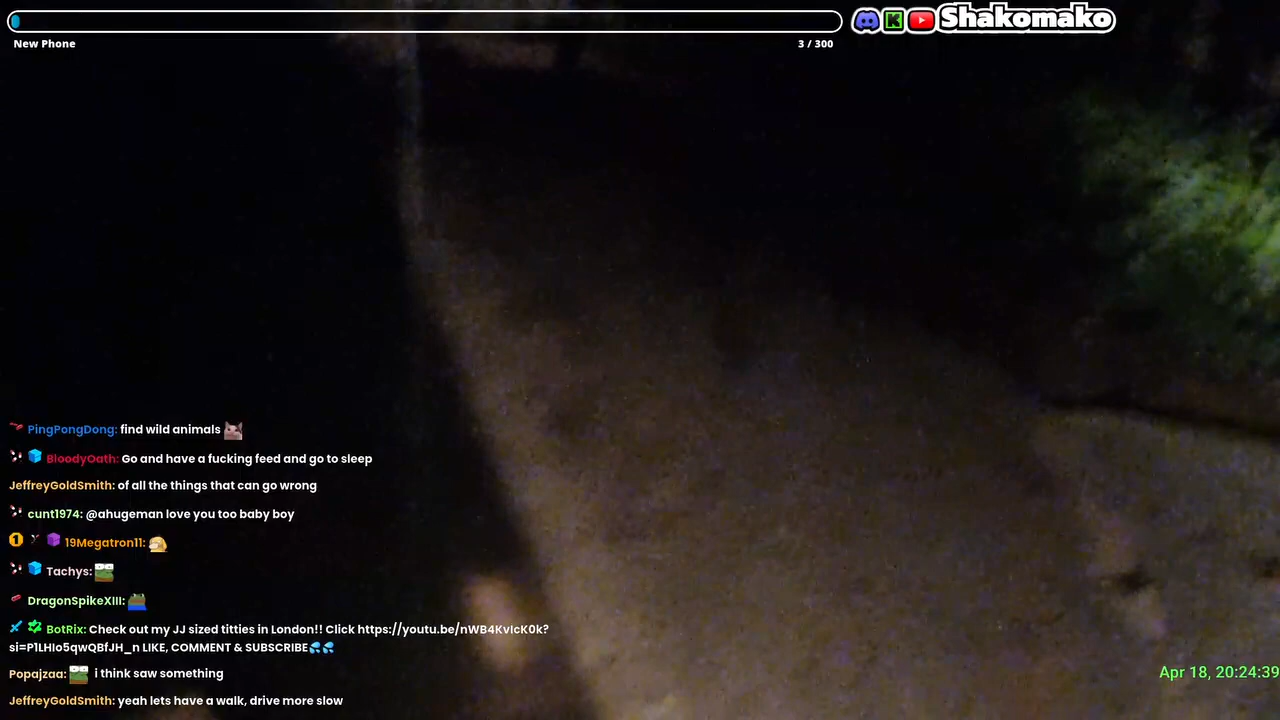 Shakomako
New Phone
3 / 300
PingPongDong: find wild animals
BloodyOath: Go and have a fucking feed and go to sleep
JeffreyGoldSmith: of all the things that can go wrong
cunt1974: @ahugeman love you too baby boy
19Megatron11:
Tachys:
DragonSpikeXIII:
BotRix: Check out my JJ sized titties in London!! Click https://youtu.be/nWB4KvIcK0k?
si=P1LHIo5qwQBfJH_n LIKE, COMMENT & SUBSCRIBE💦💦
Popajzaa: i think saw something
JeffreyGoldSmith: yeah lets have a walk, drive more slow
Apr 18, 20:24:39